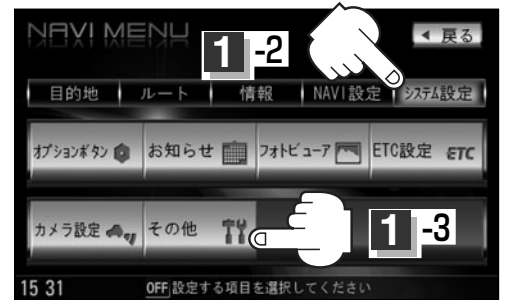 NAVI MENU
1 -2
戻る
目的地 ルート 情報 NAVI設定 システム設定
オプションボタン お知らせ フォトビューア ETC設定 ETC
カメラ設定 その他
1 -3
15 31 OFF 設定する項目を選択してください